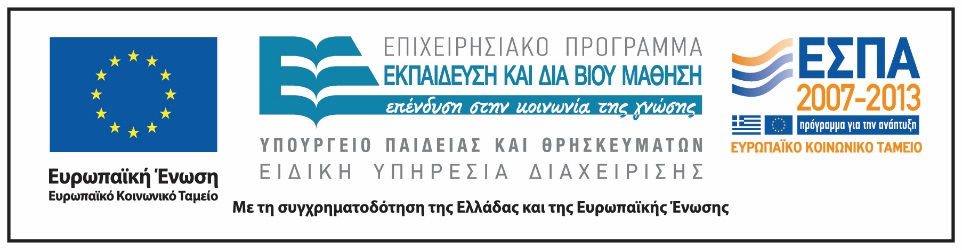 Ευρωπαϊκή Ένωση
Ευρωπαϊκό Κοινωνικό Ταμείο
ΕΠΙΧΕΙΡΗΣΙΑΚΟ ΠΡΟΓΡΑΜΜΑ
ΕΚΠΑΙΔΕΥΣΗ ΚΑΙ ΔΙΑ ΒΙΟΥ ΜΑΘΗΣΗ
επένδυση στην κοινωνία της γνώσης
ΥΠΟΥΡΓΕΙΟ ΠΑΙΔΕΙΑΣ ΚΑΙ ΘΡΗΣΚΕΥΜΑΤΩΝ
ΕΙΔΙΚΗ ΥΠΗΡΕΣΙΑ ΔΙΑΧΕΙΡΙΣΗΣ
ΕΣΠΑ
2007-2013
πρόγραμμα για την ανάπτυξη
ΕΥΡΩΠΑΪΚΟ ΚΟΙΝΩΝΙΚΟ ΤΑΜΕΙΟ
Με τη συγχρηματοδότηση της Ελλάδας και της Ευρωπαϊκής Ένωσης